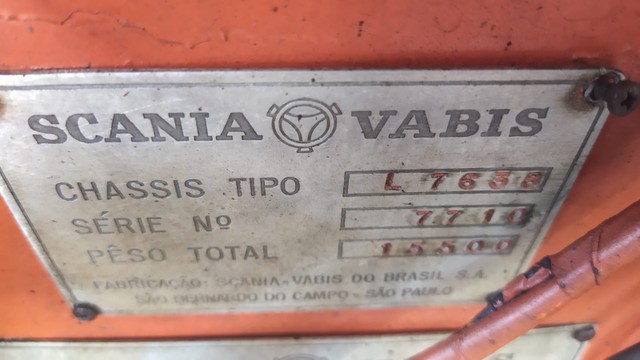 SCANIA VABIS
CHASSIS TIPO L 7638
SÉRIE Nº 7710
PÊSO TOTAL 15500
FABRICAÇÃO: SCANIA-VABIS DO BRASIL S.A.
SÃO BERNARDO DO CAMPO - SÃO PAULO